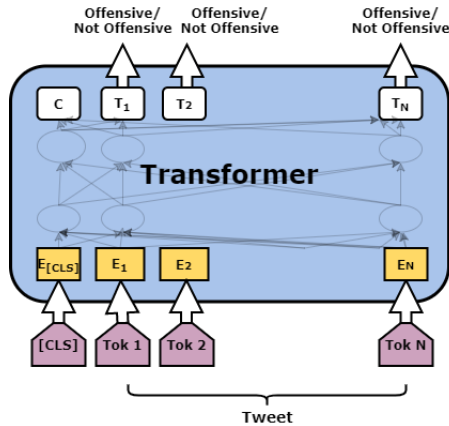 Offensive/ Offensive/ Offensive/
Not Offensive Not Offensive Not Offensive
C T1 T2 TN
Transformer
E[CLS] E1 E2 EN
[CLS] Tok 1 Tok 2 Tok N
Tweet